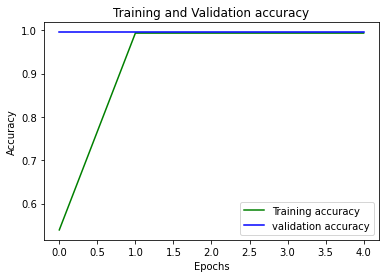 Training and Validation accuracy
Accuracy
1.0
0.9
0.8
0.7
0.6
Training accuracy
validation accuracy
0.0 0.5 1.0 1.5 2.0 2.5 3.0 3.5 4.0
Epochs